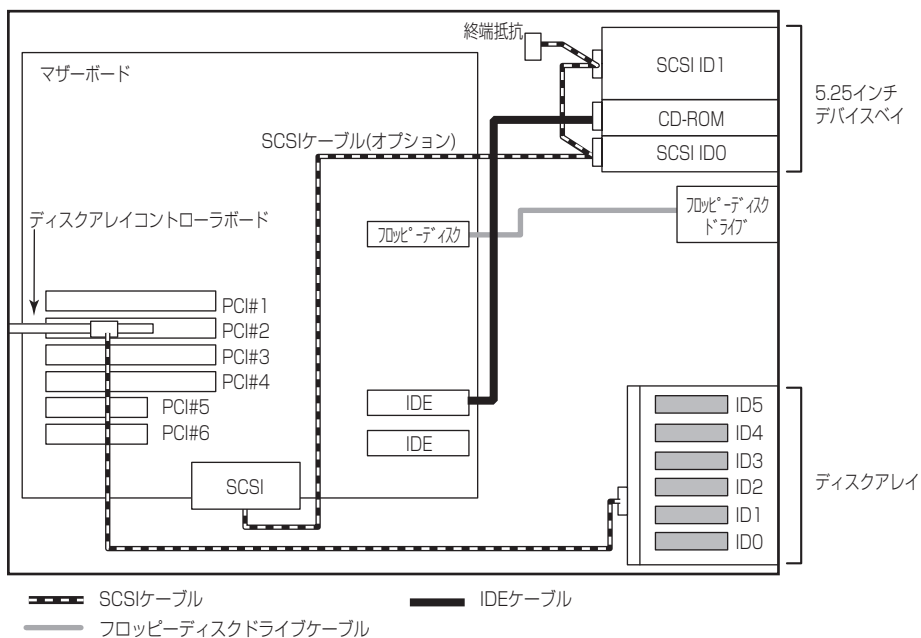 終端抵抗
マザーボード
SCSI ID1
5.25インチ
デバイスベイ
CD-ROM
SCSIケーブル(オプション)
SCSI ID0
ディスクアレイコントローラボード
フロッピーディスク
フロッピーディスク
ドライブ
PCI#1
PCI#2
PCI#3
PCI#4
PCI#5
PCI#6
IDE
IDE
SCSI
ID5
ID4
ID3
ID2
ID1
ID0
ディスクアレイ
SCSIケーブル
IDEケーブル
フロッピーディスクドライブケーブル